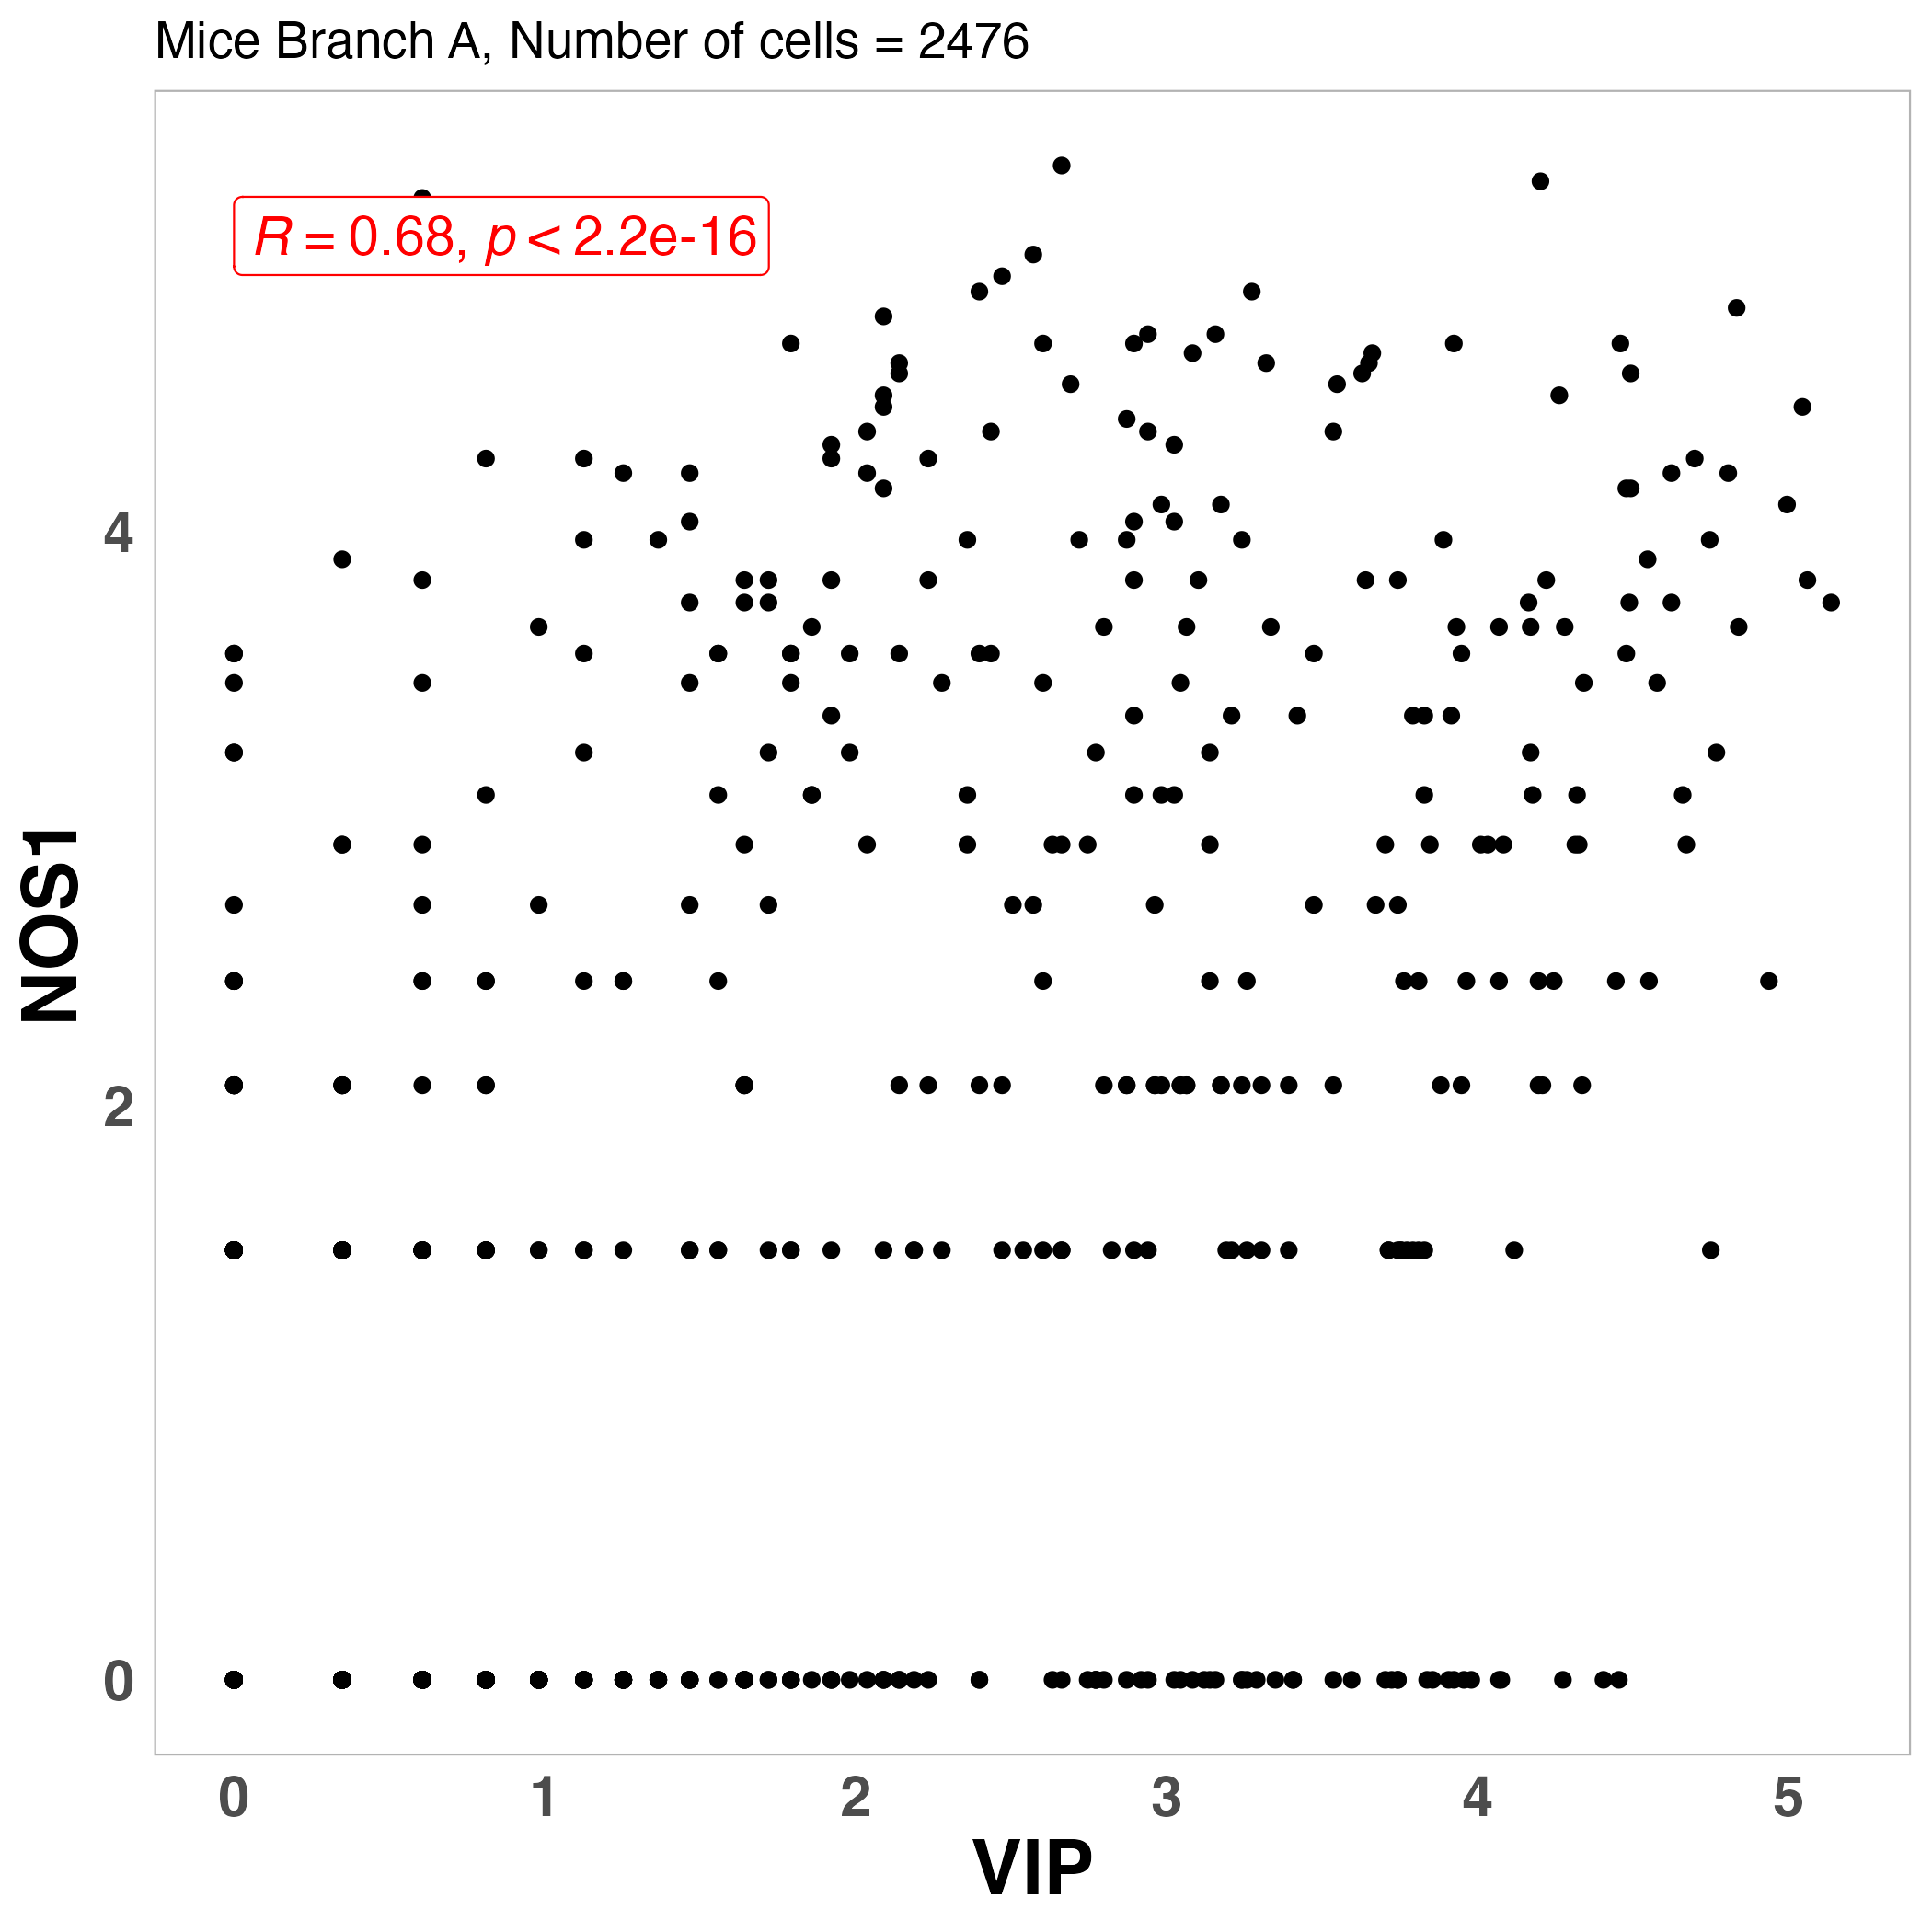 Mice Branch A, Number of cells = 2476
R = 0.68, p < 2.2e-16
4
2
0
NOS1
0 1 2 3 4 5
VIP